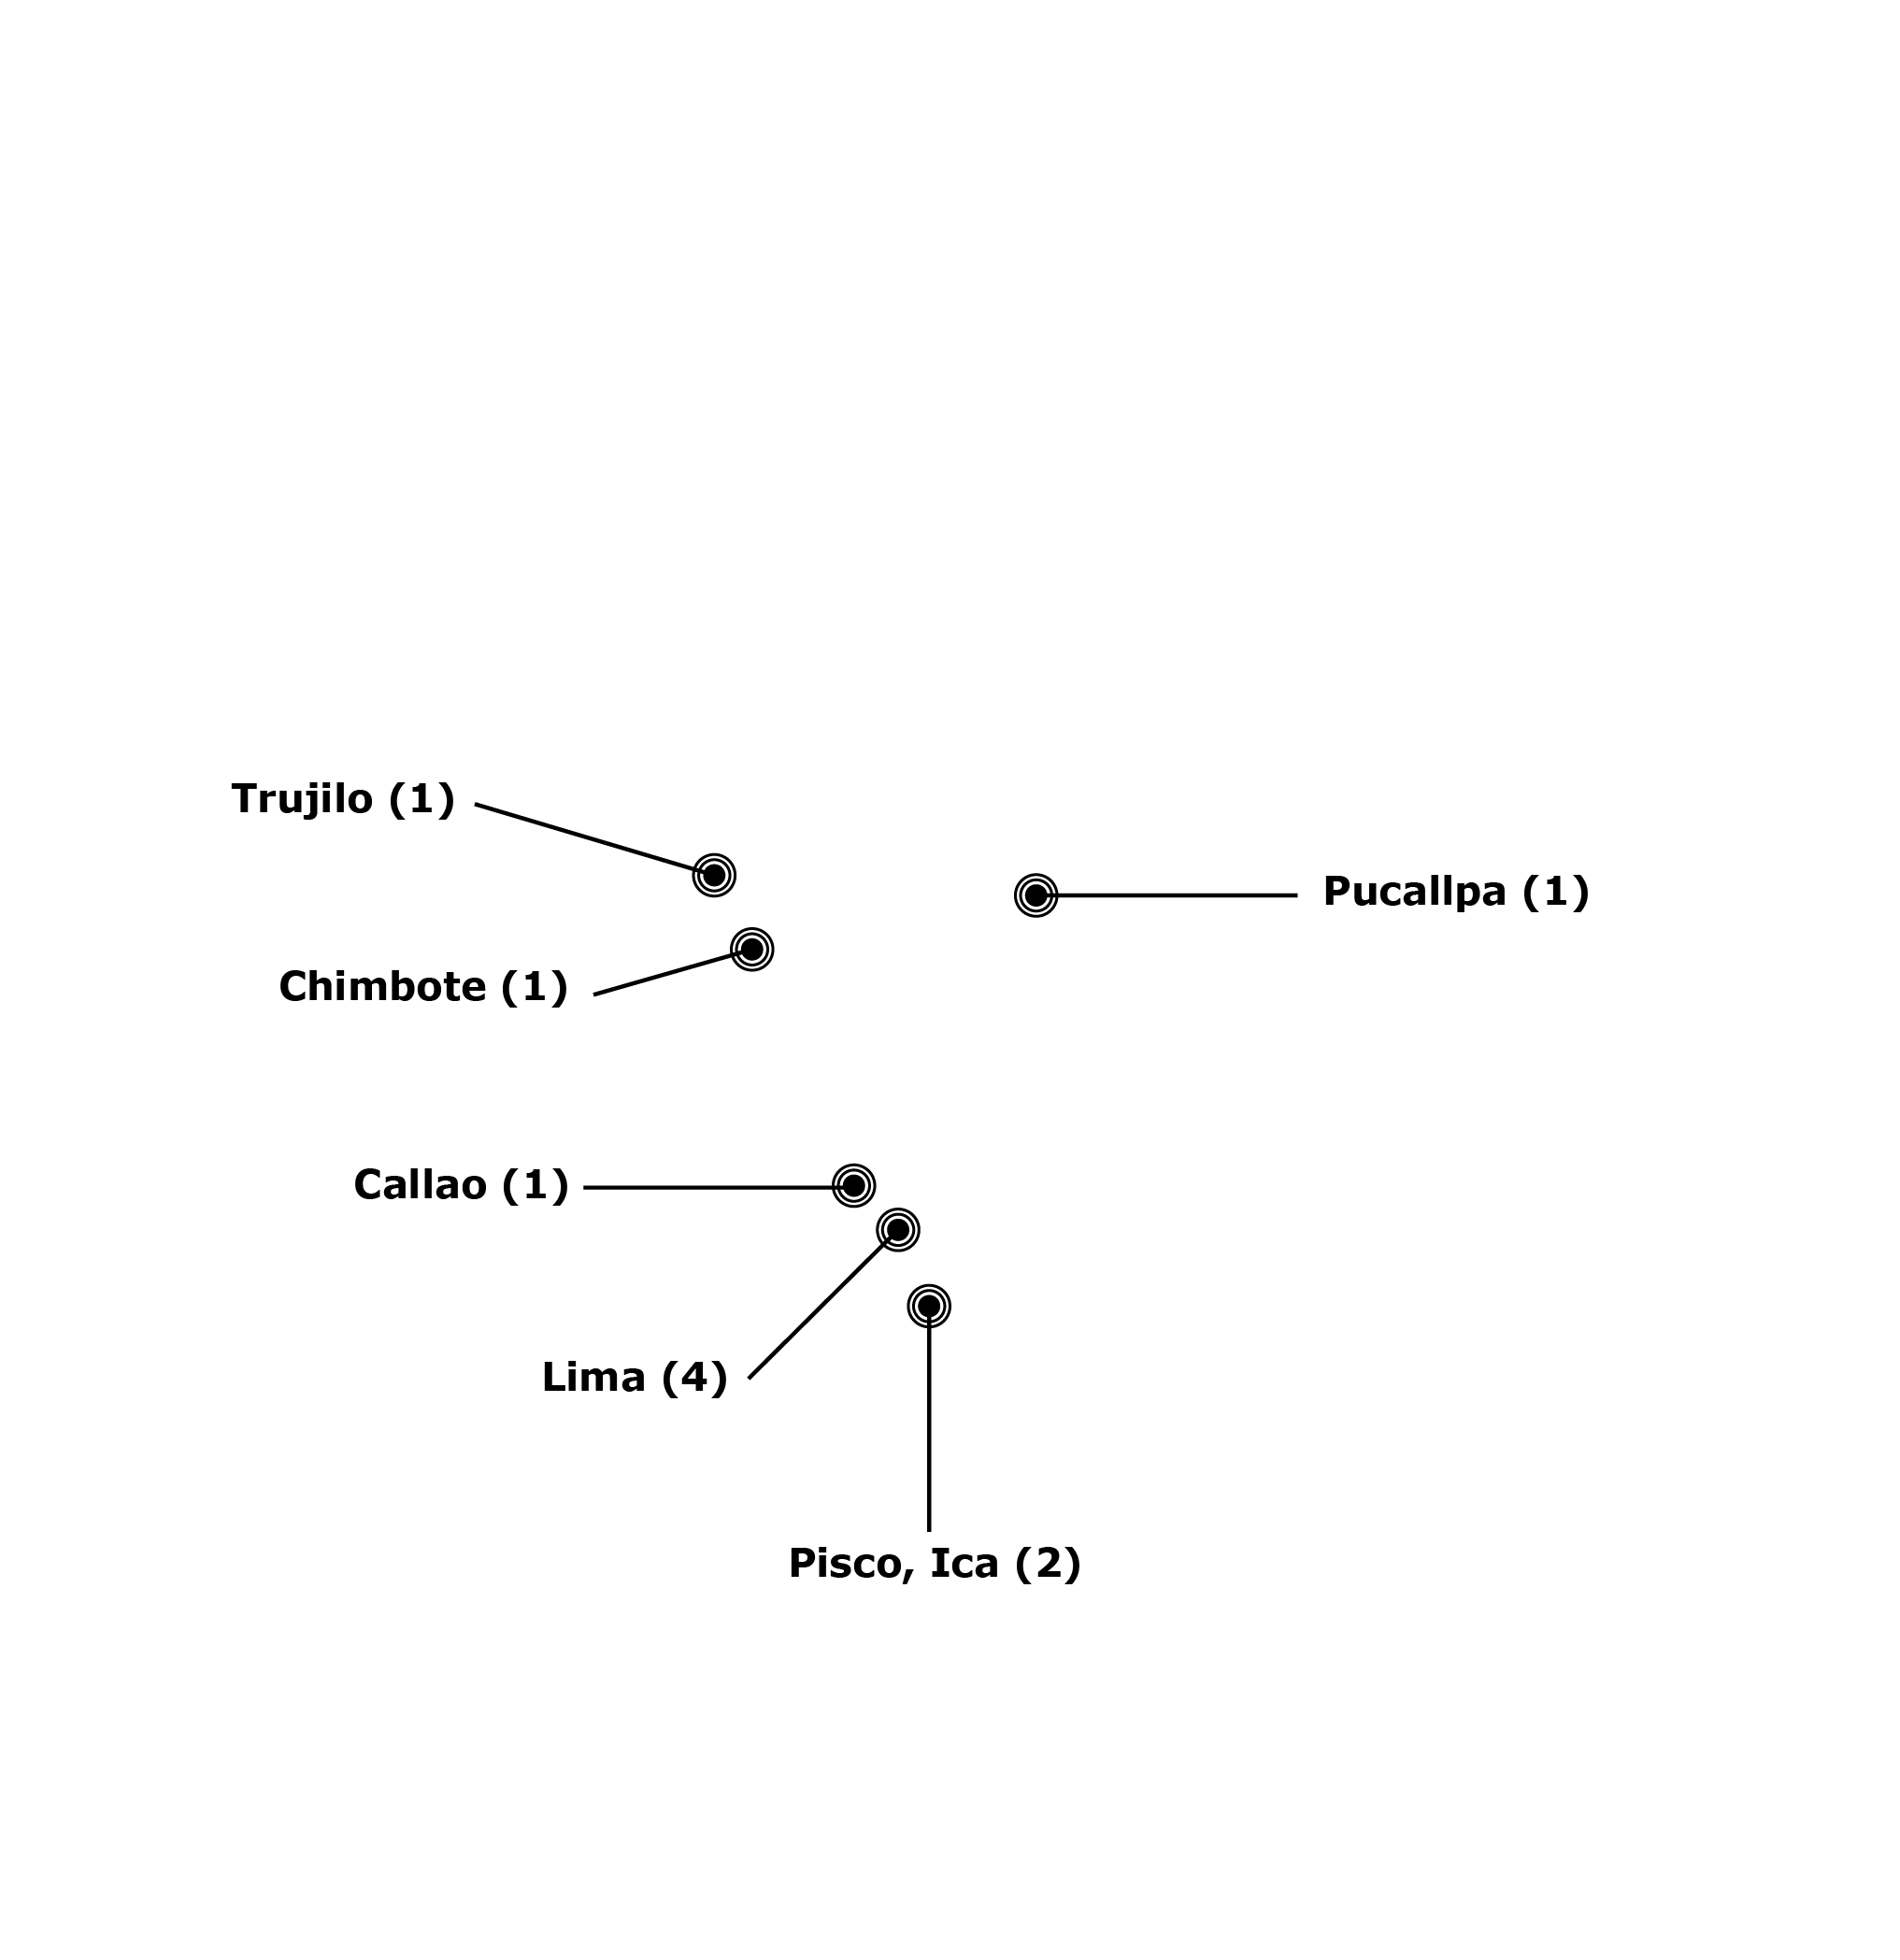 Trujilo (1)
Pucallpa (1)
Chimbote (1)
Callao (1)
Lima (4)
Pisco, Ica (2)